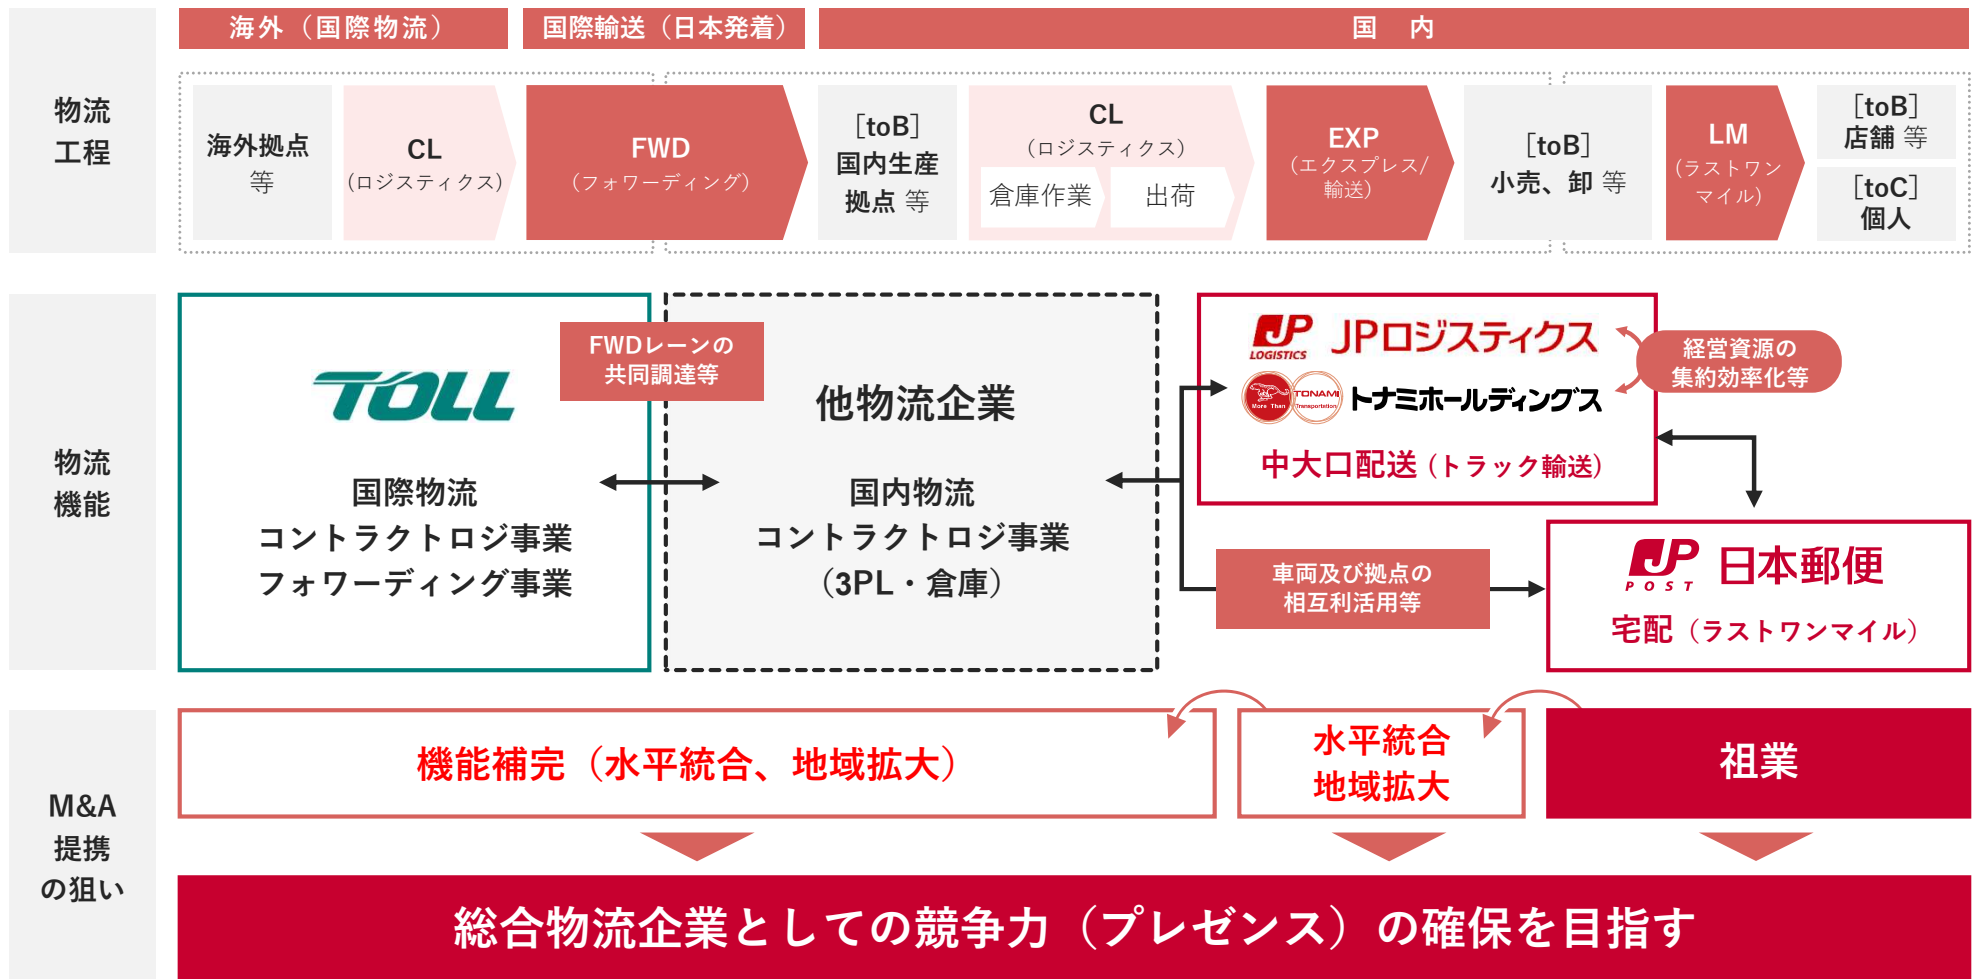 海外（国際物流）
国際輸送（日本発着）
国　内
物流
工程
海外拠点
等
CL
(ロジスティクス)
FWD
(フォワーディング)
［toB］
国内生産
拠点 等
CL
(ロジスティクス)
倉庫作業
出荷
EXP
(エクスプレス/
輸送)
［toB］
小売、卸 等
LM
(ラストワン
マイル)
［toB］
店舗 等
［toC］
個人
物流
機能
TOLL
国際物流
コントラクトロジ事業
フォワーディング事業
FWDレーンの
共同調達等
他物流企業
国内物流
コントラクトロジ事業
（3PL・倉庫）
JP
LOGISTICS
JPロジスティクス
More Than
TONAMI
Transportation
トナミホールディングス
中大口配送 (トラック輸送)
経営資源の
集約効率化等
車両及び拠点の
相互利活用等
JP
POST
日本郵便
宅配（ラストワンマイル）
M&A
提携
の狙い
機能補完（水平統合、地域拡大）
水平統合
地域拡大
祖業
総合物流企業としての競争力（プレゼンス）の確保を目指す